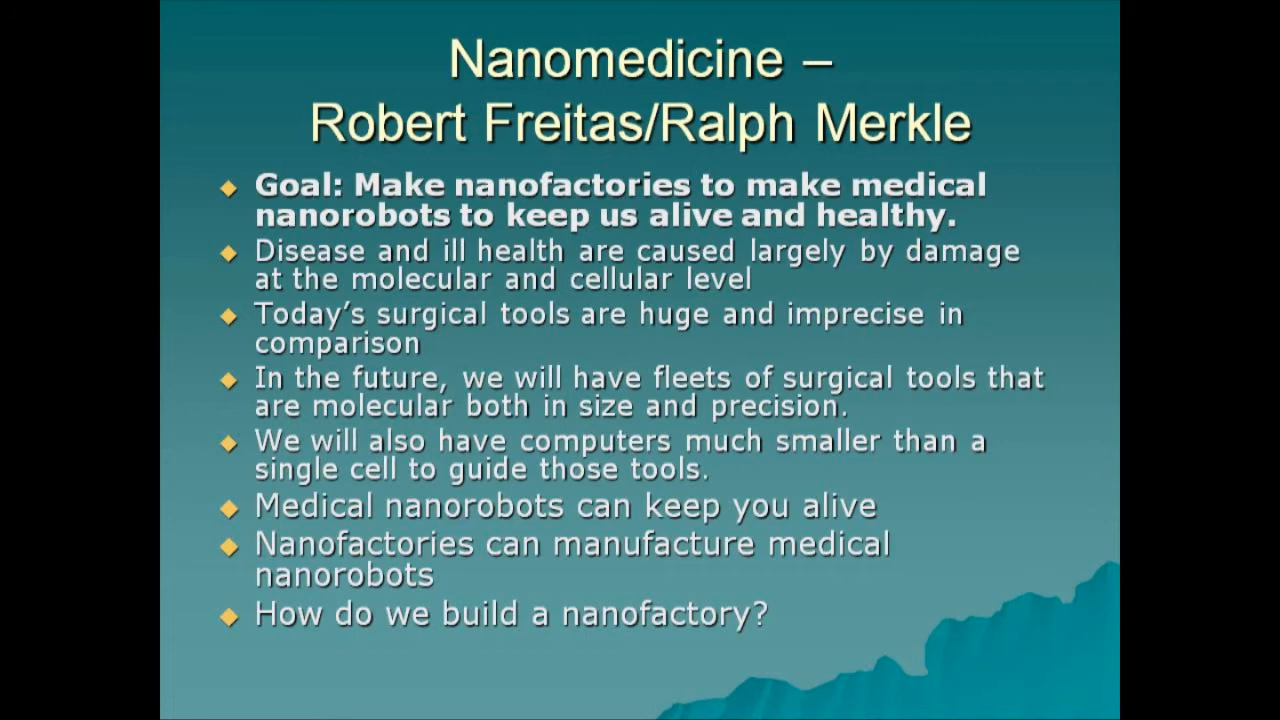 Nanomedicine –
Robert Freitas/Ralph Merkle
Goal: Make nanofactories to make medical
nanorobots to keep us alive and healthy.
Disease and ill health are caused largely by damage
at the molecular and cellular level
Today’s surgical tools are huge and imprecise in
comparison
In the future, we will have fleets of surgical tools that
are molecular both in size and precision.
We will also have computers much smaller than a
single cell to guide those tools.
Medical nanorobots can keep you alive
Nanofactories can manufacture medical
nanorobots
How do we build a nanofactory?